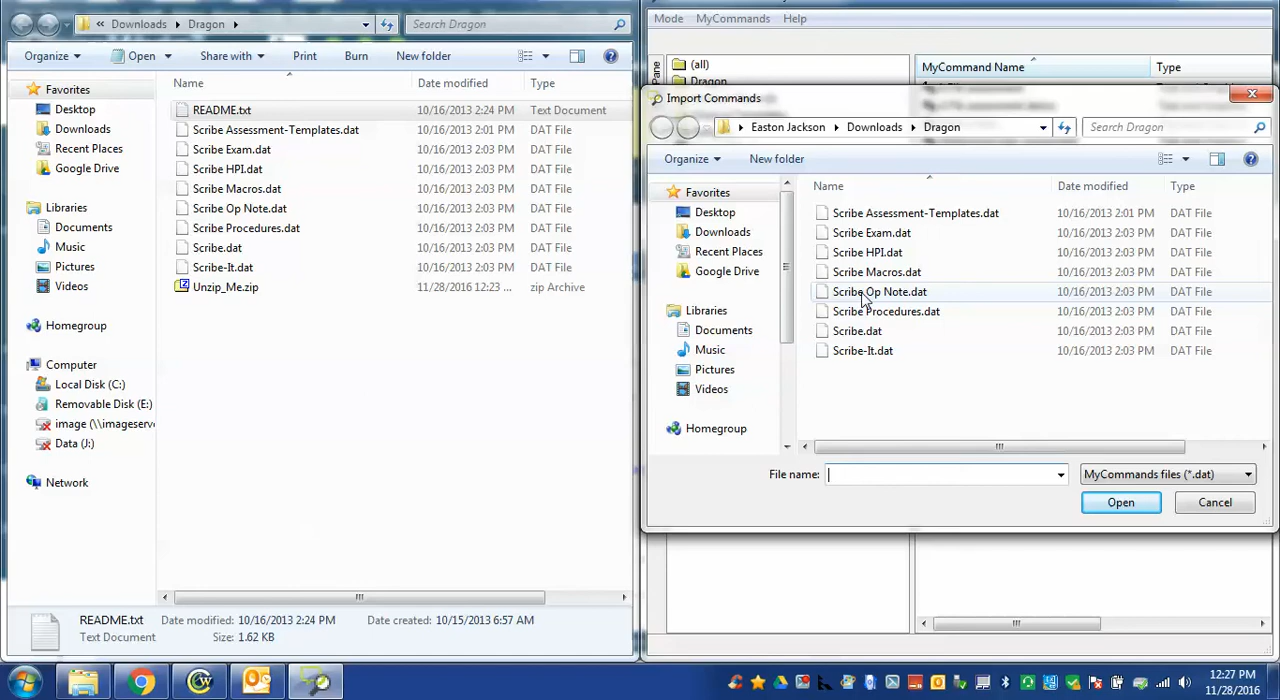 « Downloads ▸ Dragon ▸
Search Dragon
Organize
Open
Share with
Print
Burn
New folder
Name
Date modified
Type
Favorites
Desktop
Downloads
Recent Places
Google Drive
Libraries
Documents
Music
Pictures
Videos
Homegroup
Computer
Local Disk (C:)
Removable Disk (E:)
image (\\imageserve
Data (J:)
Network
README.txt 10/16/2013 2:24 PM Text Document
Scribe Assessment-Templates.dat 10/16/2013 2:01 PM DAT File
Scribe Exam.dat 10/16/2013 2:03 PM DAT File
Scribe HPI.dat 10/16/2013 2:03 PM DAT File
Scribe Macros.dat 10/16/2013 2:03 PM DAT File
Scribe Op Note.dat 10/16/2013 2:03 PM DAT File
Scribe Procedures.dat 10/16/2013 2:03 PM DAT File
Scribe.dat 10/16/2013 2:03 PM DAT File
Scribe-It.dat 10/16/2013 2:03 PM DAT File
Unzip_Me.zip 11/28/2016 12:23 ... zip Archive
README.txt Date modified: 10/16/2013 2:24 PM Date created: 10/15/2013 6:57 AM
Text Document Size: 1.62 KB
Mode MyCommands Help
Pane
(all)
Dragon
MyCommand Name
Type
Import Commands
Easton Jackson ▸ Downloads ▸ Dragon
Search Dragon
Organize
New folder
Name
Date modified
Type
Favorites
Desktop
Downloads
Recent Places
Google Drive
Libraries
Documents
Music
Pictures
Videos
Homegroup
Scribe Assessment-Templates.dat 10/16/2013 2:01 PM DAT File
Scribe Exam.dat 10/16/2013 2:03 PM DAT File
Scribe HPI.dat 10/16/2013 2:03 PM DAT File
Scribe Macros.dat 10/16/2013 2:03 PM DAT File
Scribe Op Note.dat 10/16/2013 2:03 PM DAT File
Scribe Procedures.dat 10/16/2013 2:03 PM DAT File
Scribe.dat 10/16/2013 2:03 PM DAT File
Scribe-It.dat 10/16/2013 2:03 PM DAT File
File name:
MyCommands files (*.dat)
Open
Cancel
12:27 PM
11/28/2016